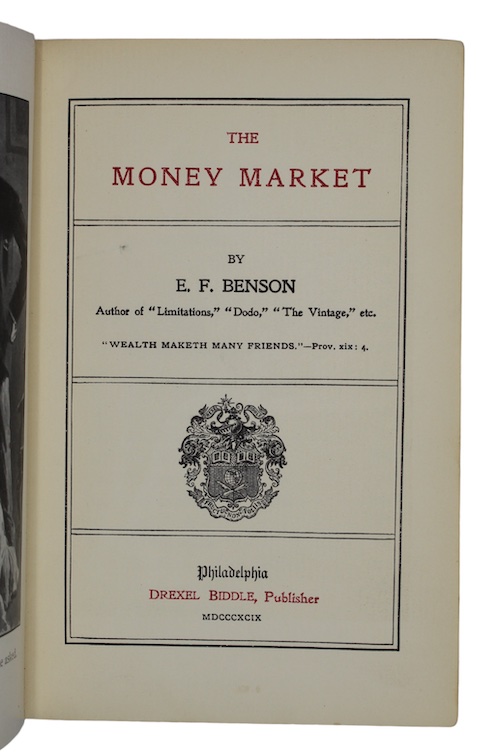 THE
MONEY MARKET
BY
E. F. BENSON
Author of “Limitations,” “Dodo,” “The Vintage,” etc.
“WEALTH MAKETH MANY FRIENDS.”—Prov. xix: 4.
Philadelphia
DREXEL BIDDLE, Publisher
MDCCCXCIX
asked.